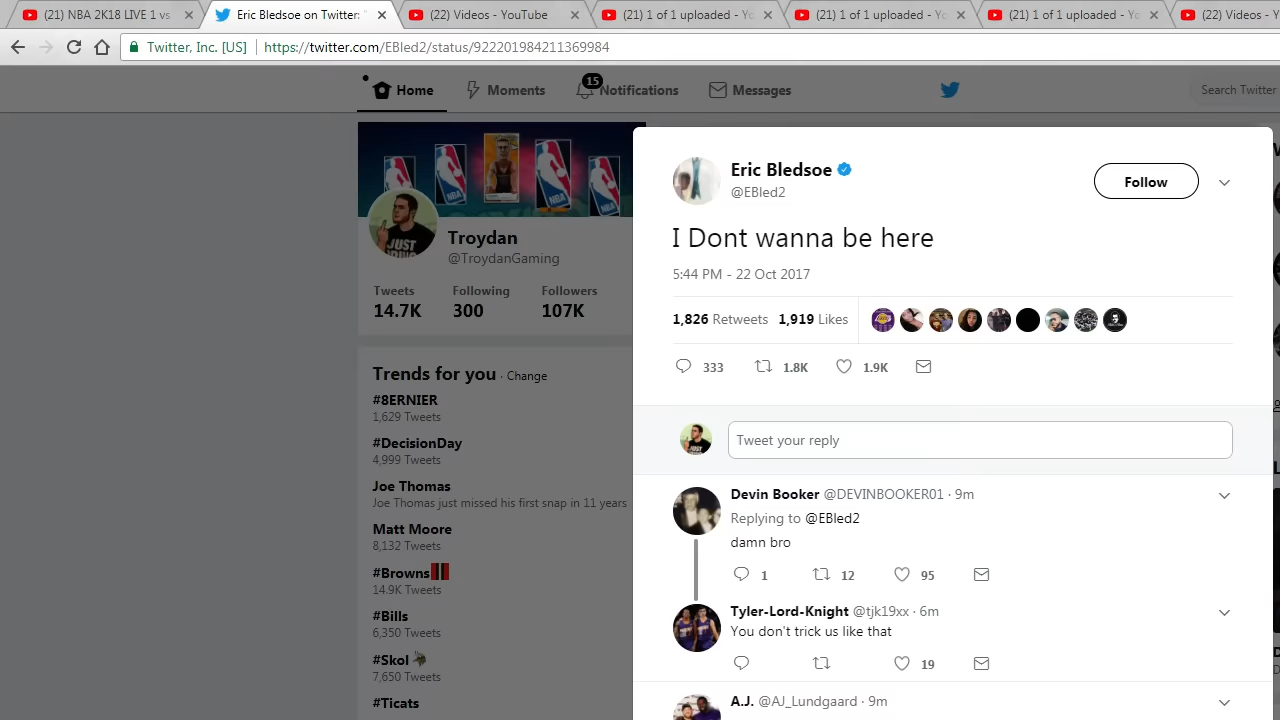 (21) NBA 2K18 LIVE 1 vs
Eric Bledsoe on Twitter: "
(22) Videos - YouTube
(21) 1 of 1 uploaded - Yo
(21) 1 of 1 uploaded - Yo
(21) 1 of 1 uploaded - Yo
(22) Videos - Y
Twitter, Inc. [US]
https://twitter.com/EBled2/status/922201984211369984
Home
Moments
15
Notifications
Messages
Search Twitter
Troydan
@TroydanGaming
Tweets Following Followers
14.7K 300 107K
Trends for you · Change
#8ERNIER
1,629 Tweets
#DecisionDay
4,999 Tweets
Joe Thomas
Joe Thomas just missed his first snap in 11 years
Matt Moore
8,132 Tweets
#Browns
14.9K Tweets
#Bills
6,350 Tweets
#Skol
7,650 Tweets
#Ticats
Eric Bledsoe
@EBled2
Follow
I Dont wanna be here
5:44 PM - 22 Oct 2017
1,826 Retweets 1,919 Likes
333 1.8K 1.9K
Tweet your reply
Devin Booker @DEVINBOOKER01 · 9m
Replying to @EBled2
damn bro
1 12 95
Tyler-Lord-Knight @tjk19xx · 6m
You don't trick us like that
19
A.J. @AJ_Lundgaard · 9m